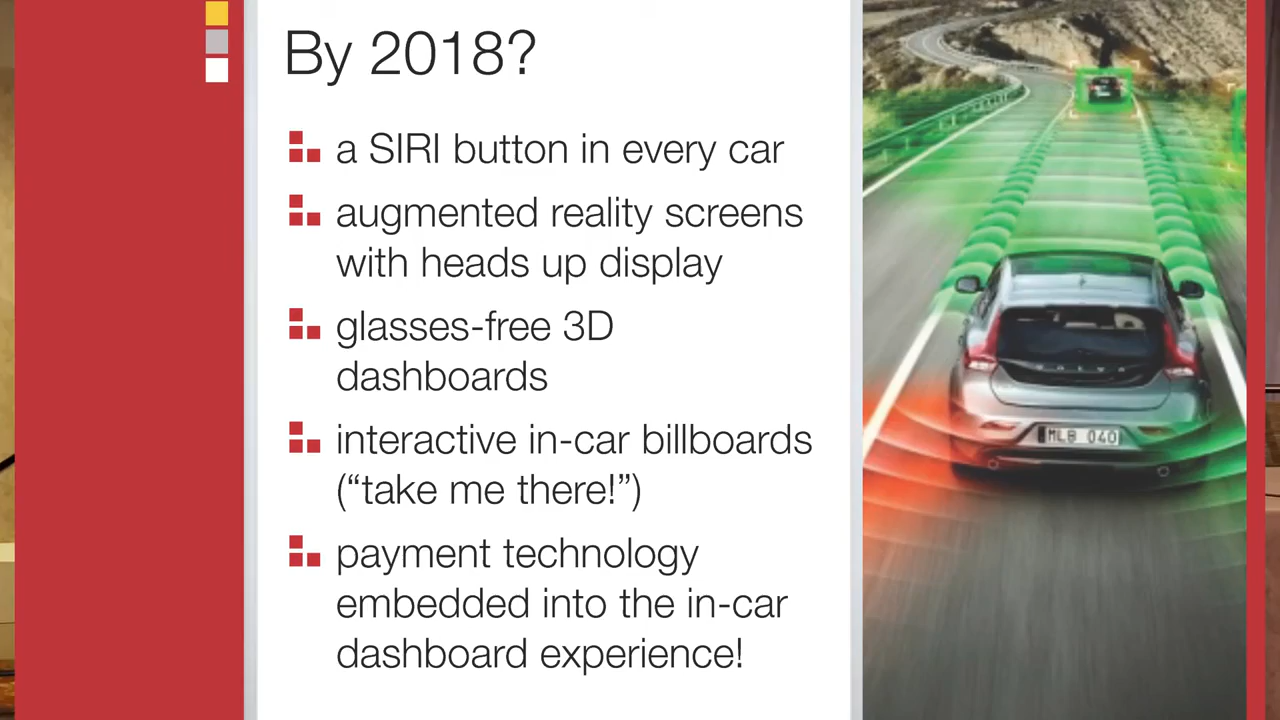 By 2018?
a SIRI button in every car
augmented reality screens
with heads up display
glasses-free 3D
dashboards
interactive in-car billboards
(“take me there!”)
payment technology
embedded into the in-car
dashboard experience!
VOLVO
MLB 040